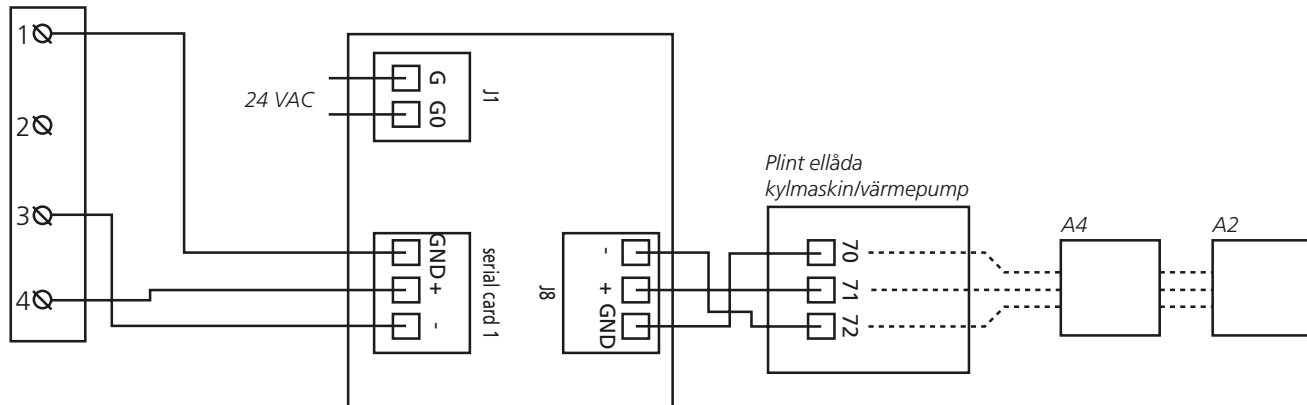 1
2
3
4
24 VAC
G
G0
J1
GND
+
-
serial card 1
-
+
GND
J8
Plint ellåda
kylmaskin/värmepump
70
71
72
A4
A2